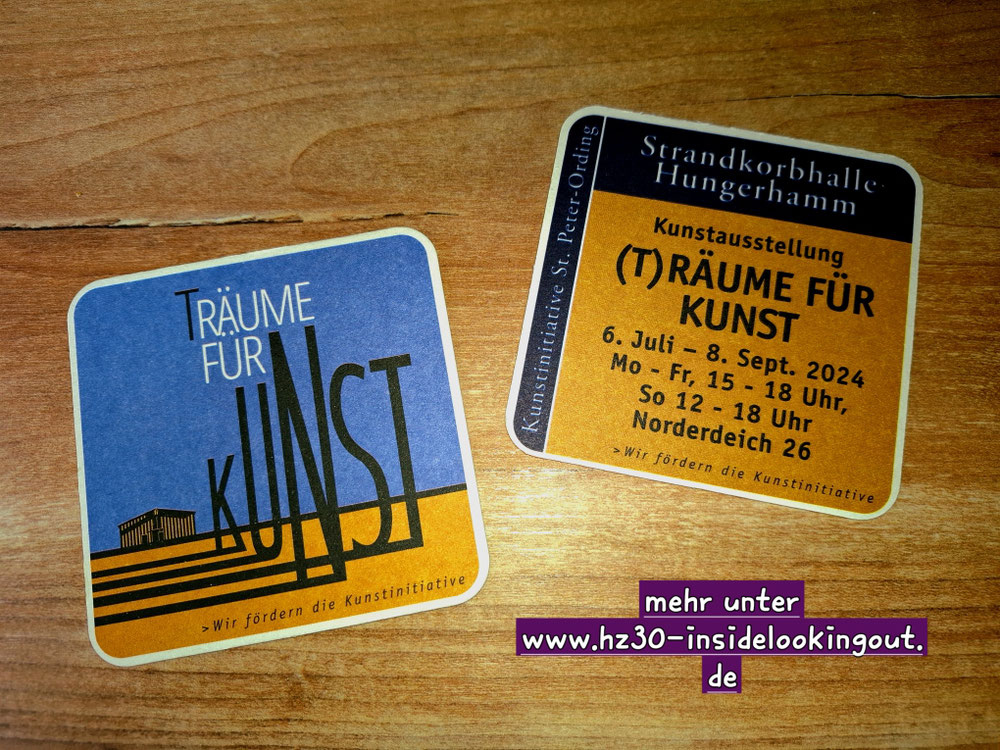 TRÄUME
FÜR
KUNST
>Wir fördern die Kunstinitiative
Kunstinitiative St. Peter-Ording
Strandkorbhalle-
Hungerhamm
Kunstausstellung
(T)RÄUME FÜR
KUNST
6. Juli – 8. Sept. 2024
Mo - Fr, 15 - 18 Uhr,
So 12 - 18 Uhr
Norderdeich 26
>Wir fördern die Kunstinitiative
mehr unter
www.hz30-insidelookingout.
de